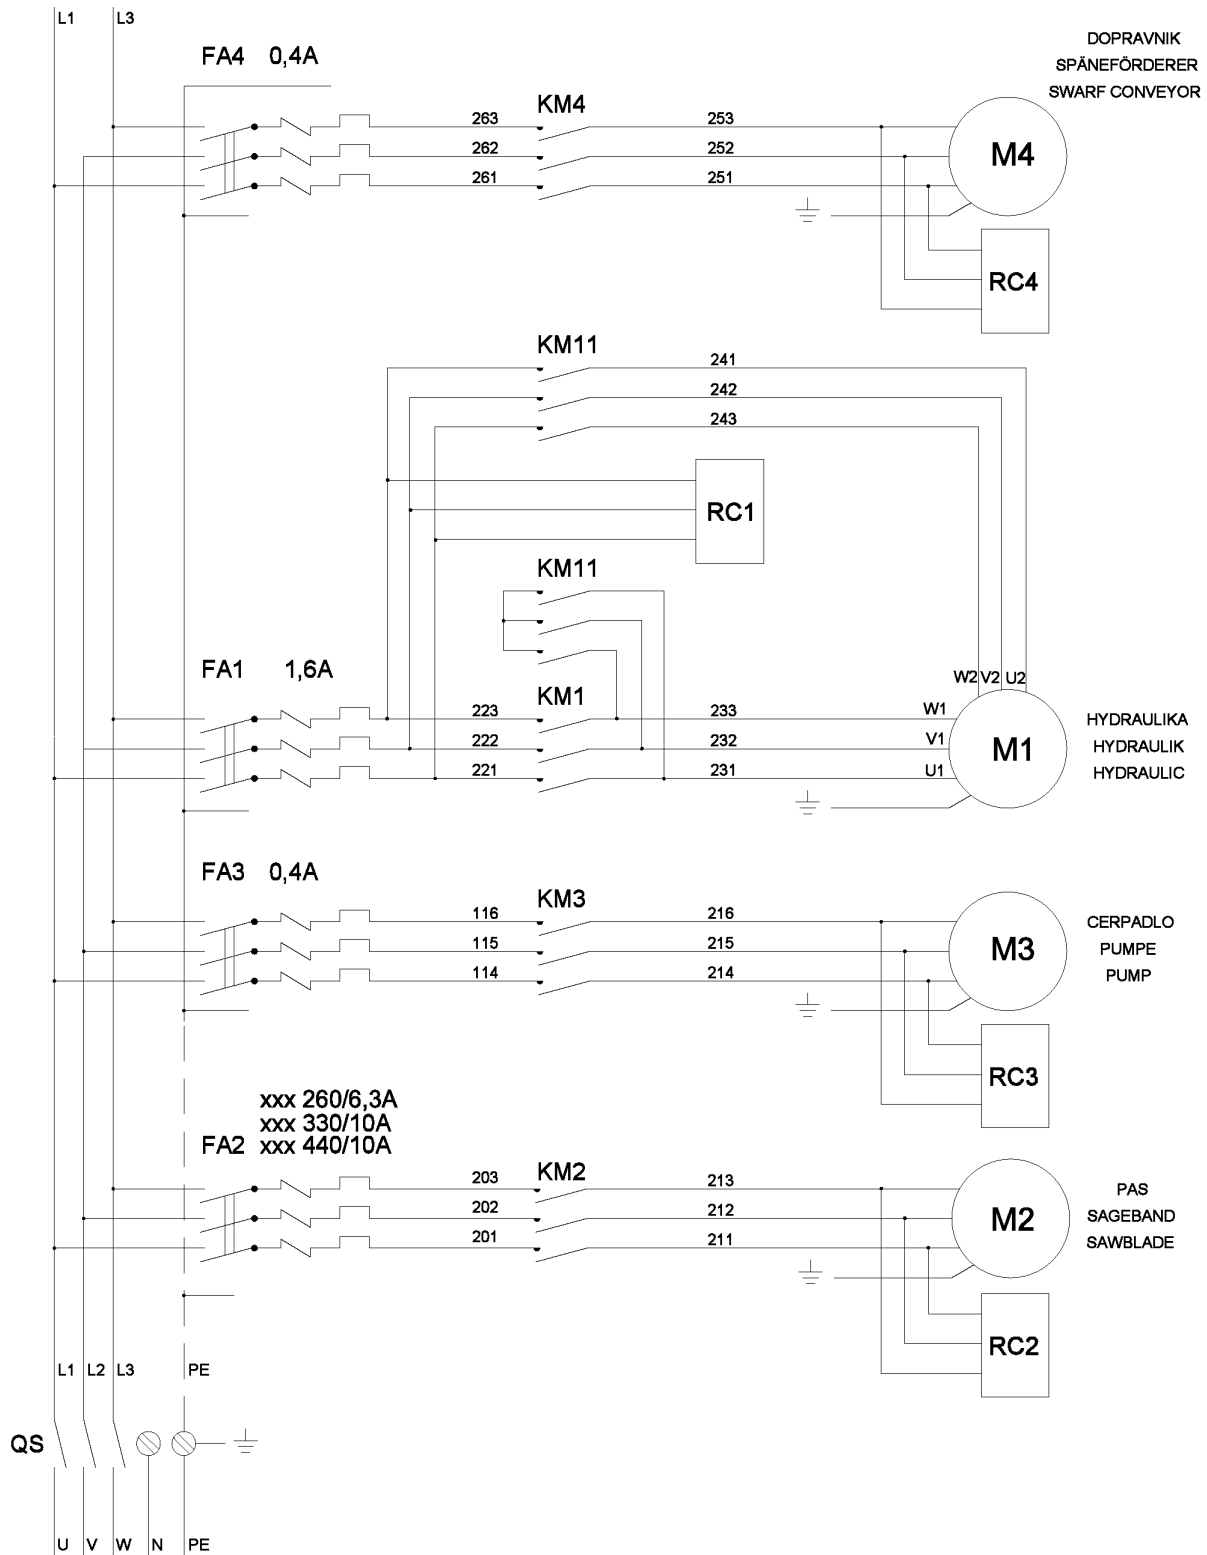 L1 L3
FA4 0,4A
DOPRAVNIK
SPÄNEFÖRDERER
SWARF CONVEYOR
KM4
263 253
262 252
261 251
M4
RC4
KM11
241
242
243
RC1
KM11
FA1 1,6A
W2 V2 U2
KM1
223 233 W1
222 232 V1
221 231 U1
M1
HYDRAULIKA
HYDRAULIK
HYDRAULIC
FA3 0,4A
KM3
116 216
115 215
114 214
M3
CERPADLO
PUMPE
PUMP
RC3
xxx 260/6,3A
xxx 330/10A
FA2 xxx 440/10A
KM2
203 213
202 212
201 211
M2
PAS
SAGEBAND
SAWBLADE
RC2
L1 L2 L3 PE
QS
U V W N PE